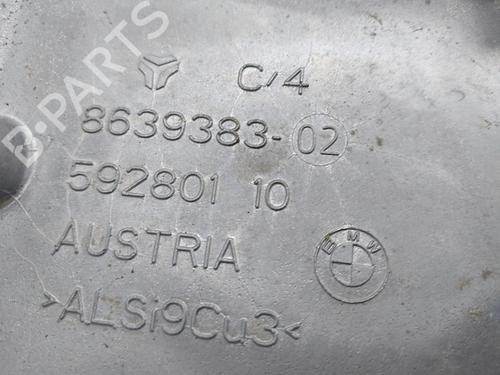 C/4
8639383-02
592801 10
AUSTRIA
BMW
>ALSi9Cu3<
B-PARTS